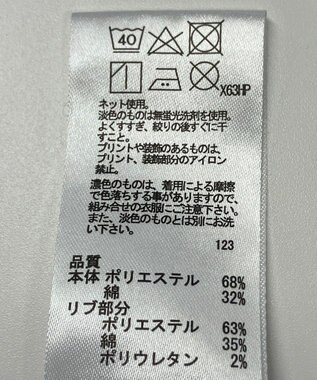 40
X63HP
ネット使用。
淡色のものは無蛍光洗剤を使用。
よくすすぎ、絞りの後すぐに干
すこと。
プリントや装飾のあるものは、
プリント、装飾部分のアイロン
禁止。
濃色のものは、着用による摩擦
で色落ちする事がありますので、
組み合せの衣服にご注意下さい。
また、淡色のものとは別にお洗
い下さい。
123
品質
本体 ポリエステル 68%
綿 32%
リブ部分
ポリエステル 63%
綿 35%
ポリウレタン 2%